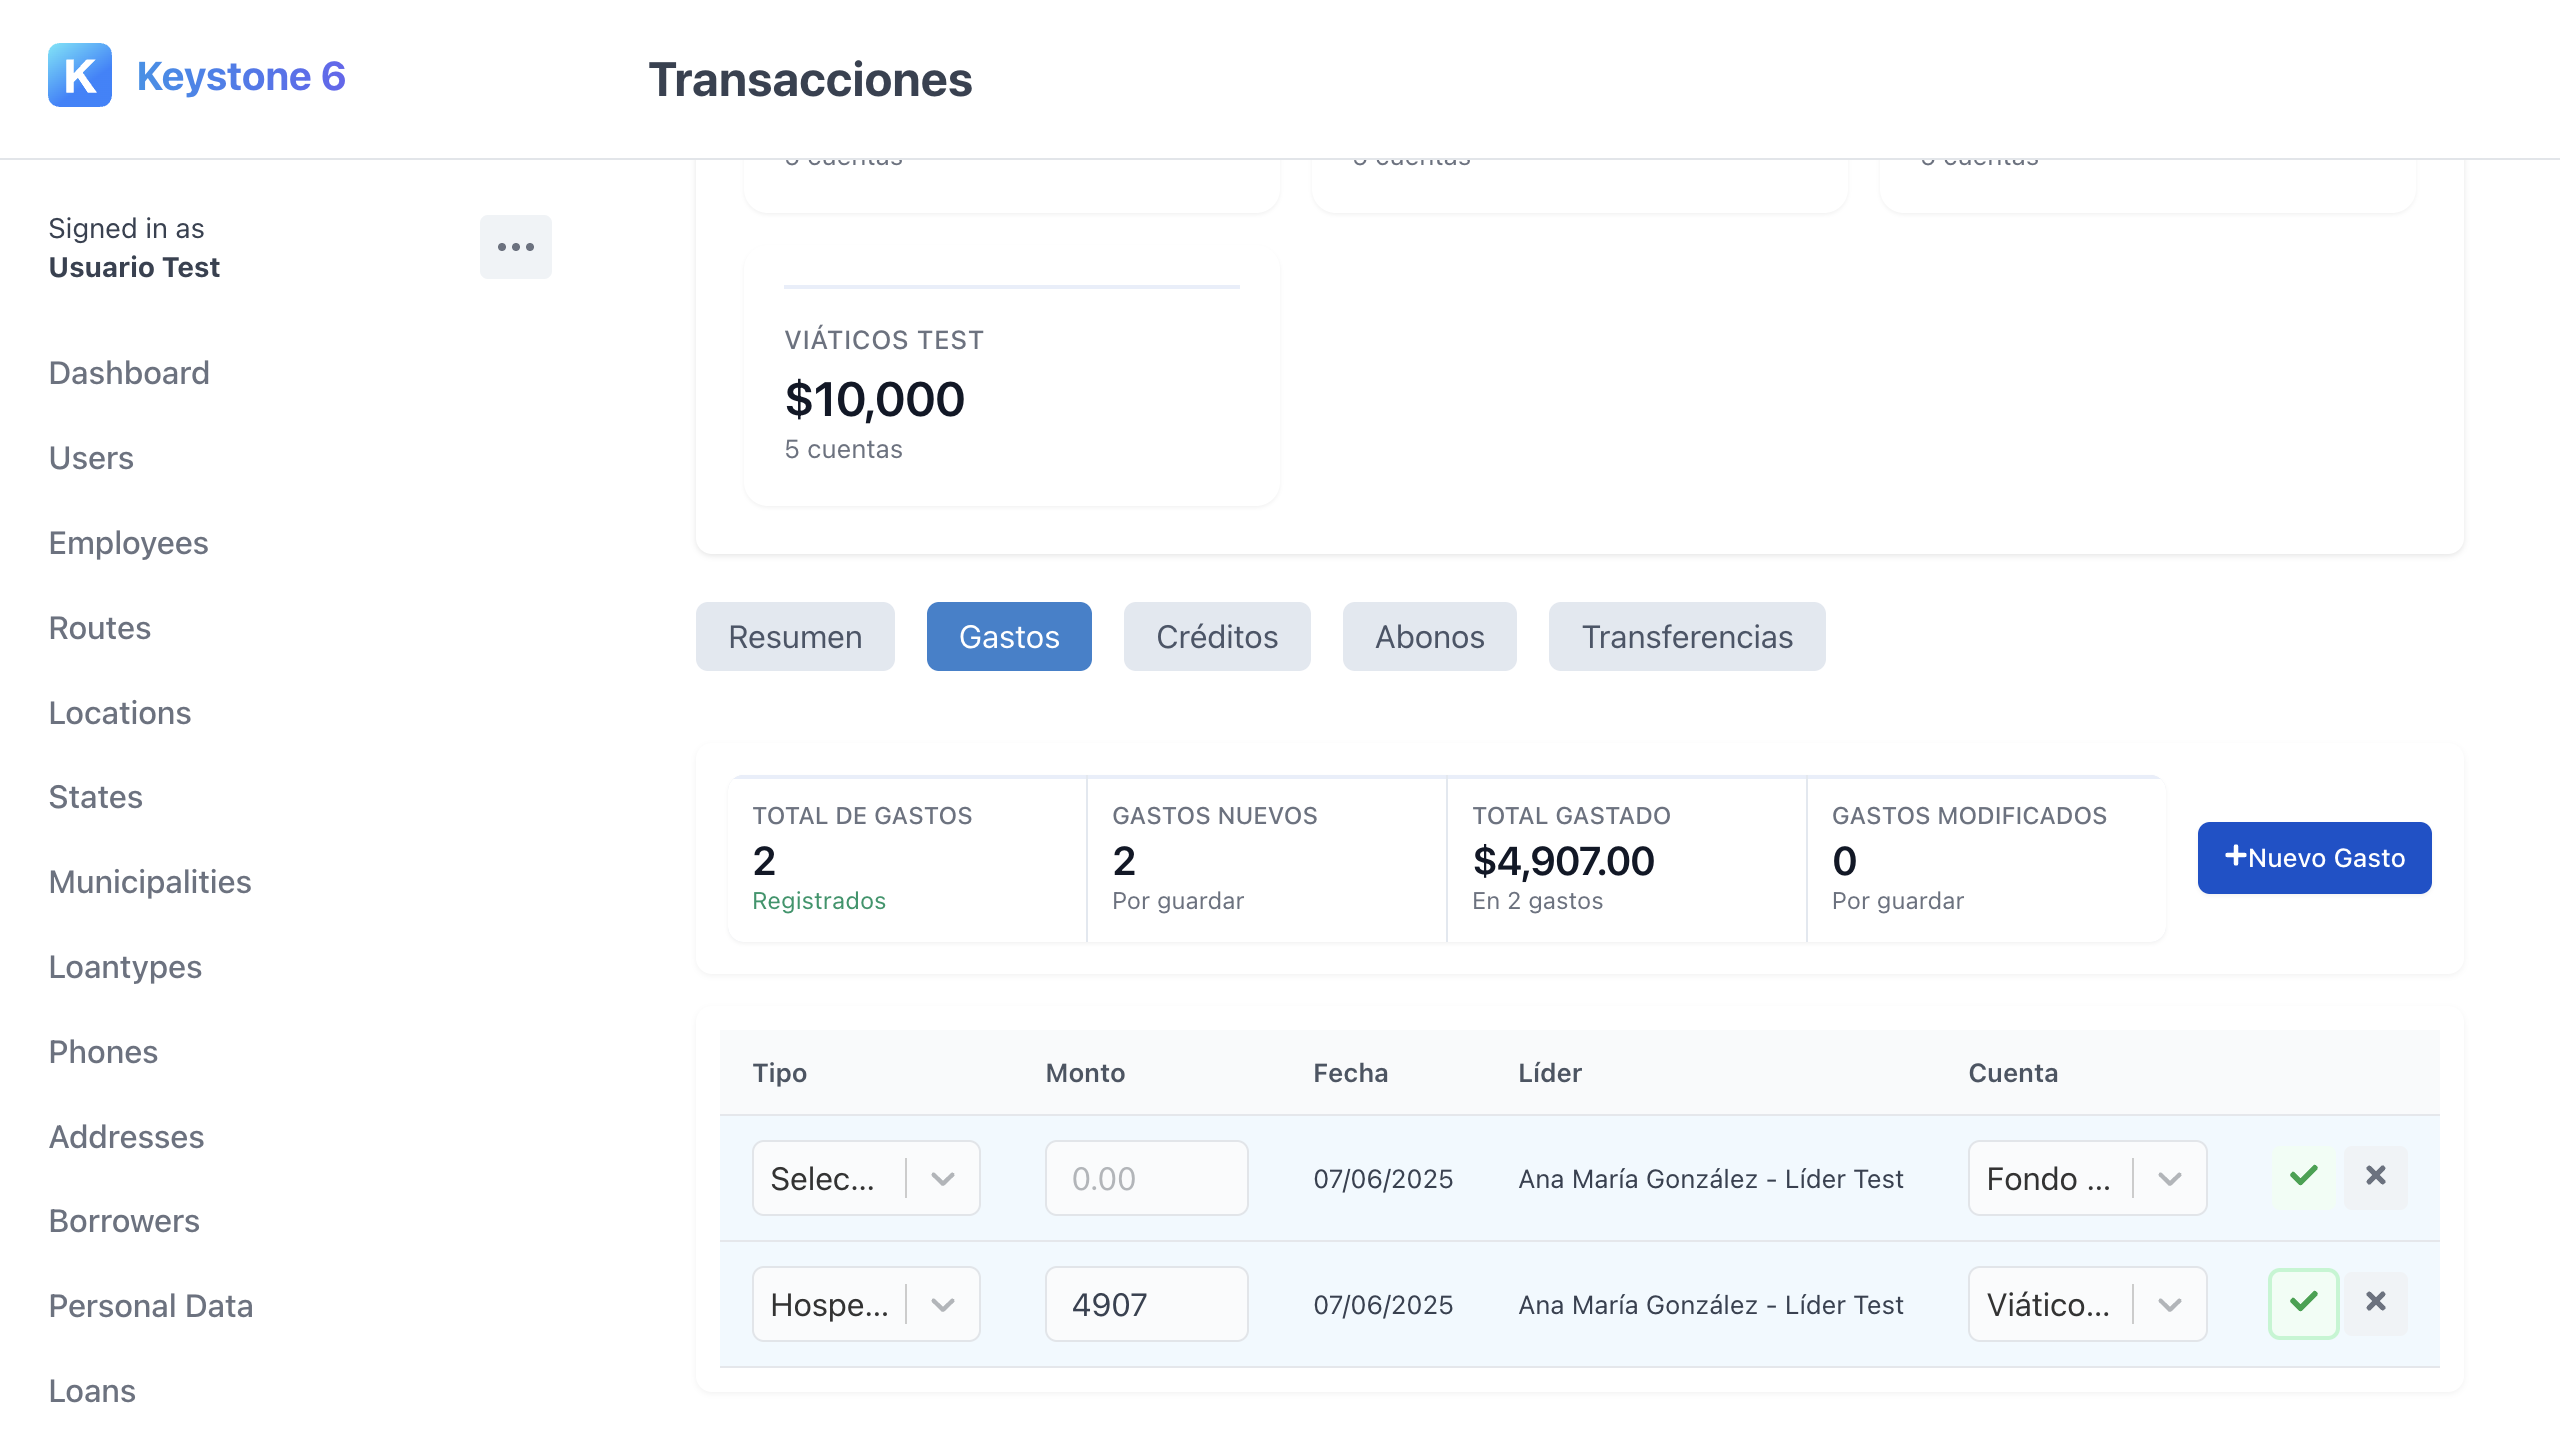 K Keystone 6
Transacciones
Signed in as
Usuario Test
Dashboard
Users
Employees
Routes
Locations
States
Municipalities
Loantypes
Phones
Addresses
Borrowers
Personal Data
Loans
5 cuentas 5 cuentas 5 cuentas
VIÁTICOS TEST
$10,000
5 cuentas
Resumen Gastos Créditos Abonos Transferencias
TOTAL DE GASTOS GASTOS NUEVOS TOTAL GASTADO GASTOS MODIFICADOS
2 2 $4,907.00 0
Registrados Por guardar En 2 gastos Por guardar
+Nuevo Gasto
Tipo Monto Fecha Líder Cuenta
Selec... 0.00 07/06/2025 Ana María González - Líder Test Fondo ...
Hospe... 4907 07/06/2025 Ana María González - Líder Test Viático...